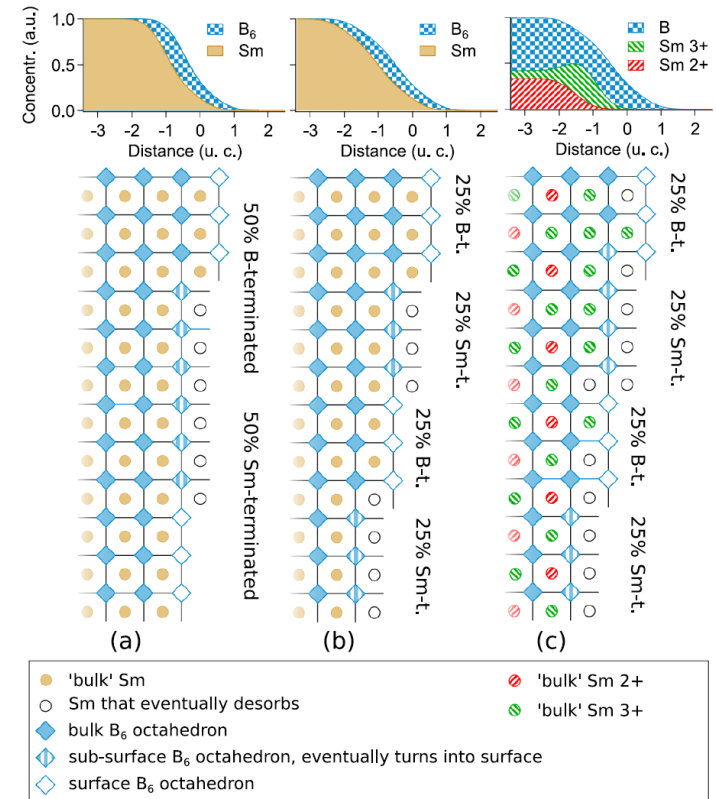 Concentr. (a.u.)
1.0
0.5
0.0
B₆
Sm
-3 -2 -1 0 1 2
Distance (u. c.)
B₆
Sm
-3 -2 -1 0 1 2
Distance (u. c.)
B
Sm 3+
Sm 2+
-3 -2 -1 0 1 2
Distance (u. c.)
50% B-terminated
50% Sm-terminated
25% B-t.
25% Sm-t.
25% B-t.
25% Sm-t.
25% B-t.
25% Sm-t.
25% B-t.
25% Sm-t.
(a) (b) (c)
'bulk' Sm
Sm that eventually desorbs
bulk B₆ octahedron
sub-surface B₆ octahedron, eventually turns into surface
surface B₆ octahedron
'bulk' Sm 2+
'bulk' Sm 3+